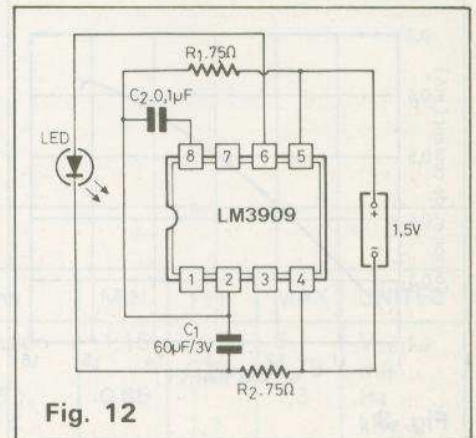 R1.75Ω
C2.0,1µF
LED
8 7 6 5
LM3909
+
1,5V
−
1 2 3 4
C1
60µF/3V
R2.75Ω
Fig. 12